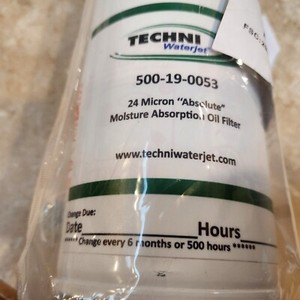 TECHNI
Waterjet
500-19-0053
24 Micron "Absolute"
Moisture Absorption Oil Filter
www.techniwaterjet.com
Change Due:
Date Hours
***** Change every 6 months or 500 hours ******